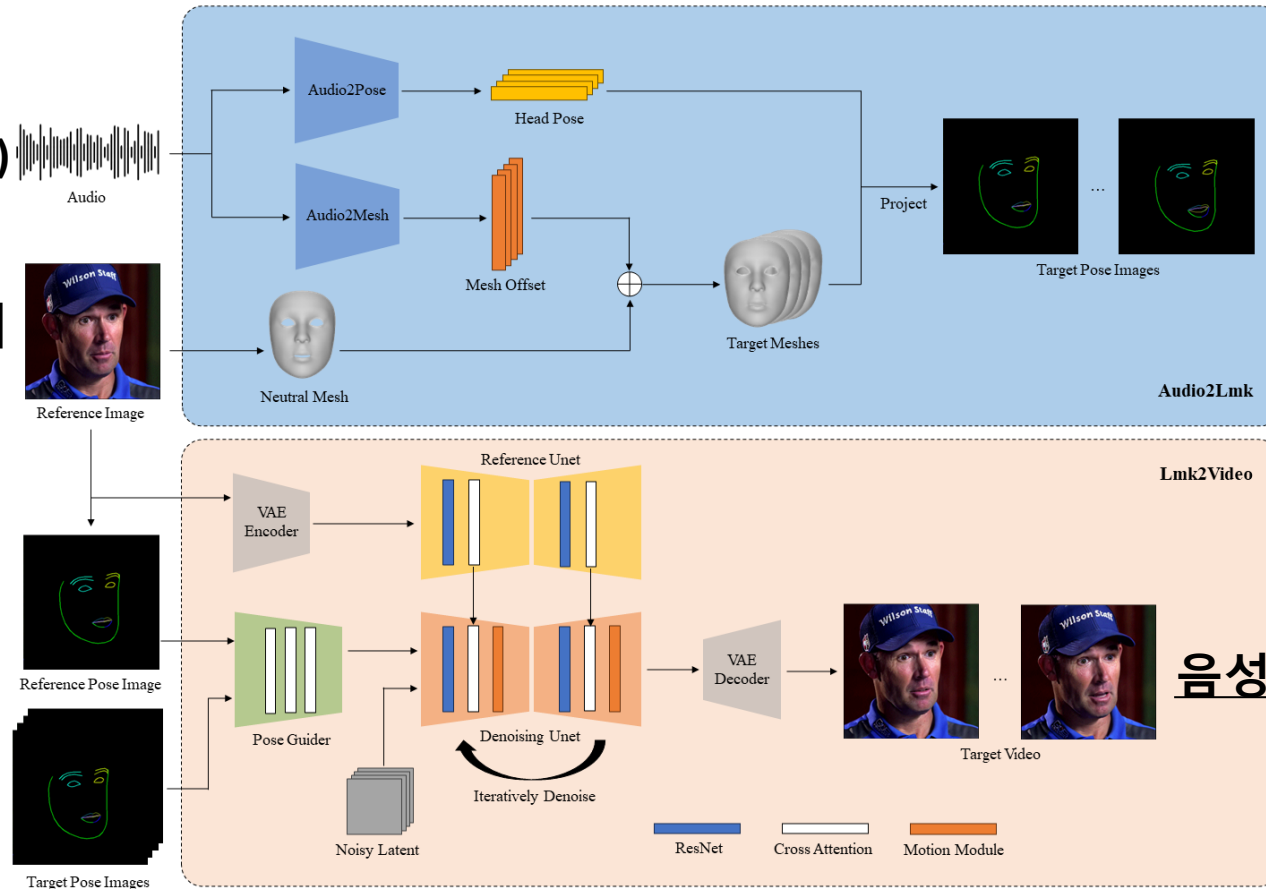 Audio2Pose
Head Pose
)
Audio
Audio2Mesh
Project
Mesh Offset
Target Pose Images
Wilson Staff
Target Meshes
Neutral Mesh
Audio2Lmk
Reference Image
Reference Unet
Lmk2Video
VAE
Encoder
Wilson Staff
Wilson Staff
VAE
Decoder
음성
Reference Pose Image
Pose Guider
Denoising Unet
...
Target Video
Iteratively Denoise
Noisy Latent
ResNet
Cross Attention
Motion Module
Target Pose Images